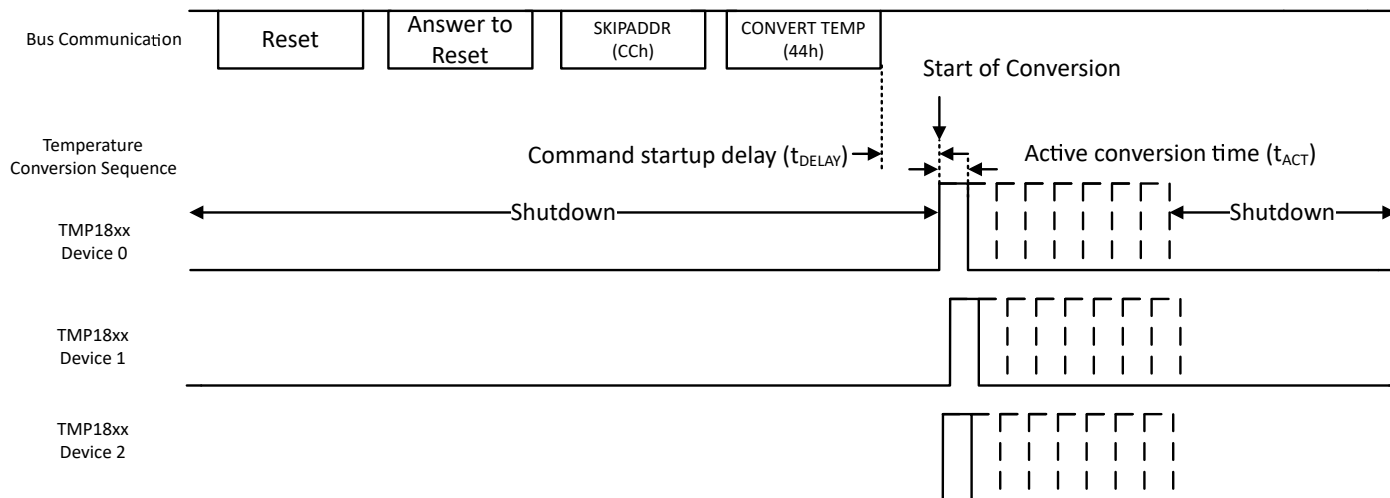 Bus Communication
Reset
Answer to
Reset
SKIPADDR
(CCh)
CONVERT TEMP
(44h)
Start of Conversion
Temperature
Conversion Sequence
Command startup delay (tDELAY)
Active conversion time (tACT)
Shutdown
Shutdown
TMP18xx
Device 0
TMP18xx
Device 1
TMP18xx
Device 2